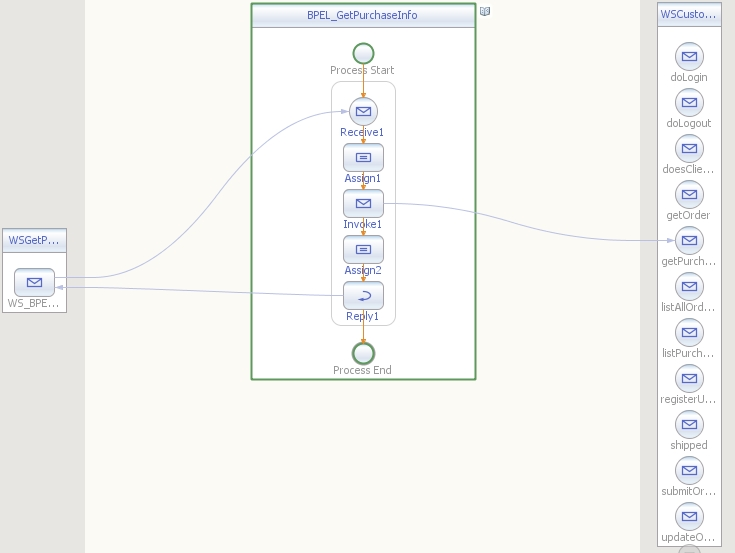 BPEL_GetPurchaseInfo
Process Start
Receive1
Assign1
Invoke1
Assign2
Reply1
Process End
WSGetP...
WS_BPE...
WSCusto...
doLogin
doLogout
doesClie...
getOrder
getPurch...
listAllOrd...
listPurch...
registerU...
shipped
submitOr...
updateO...